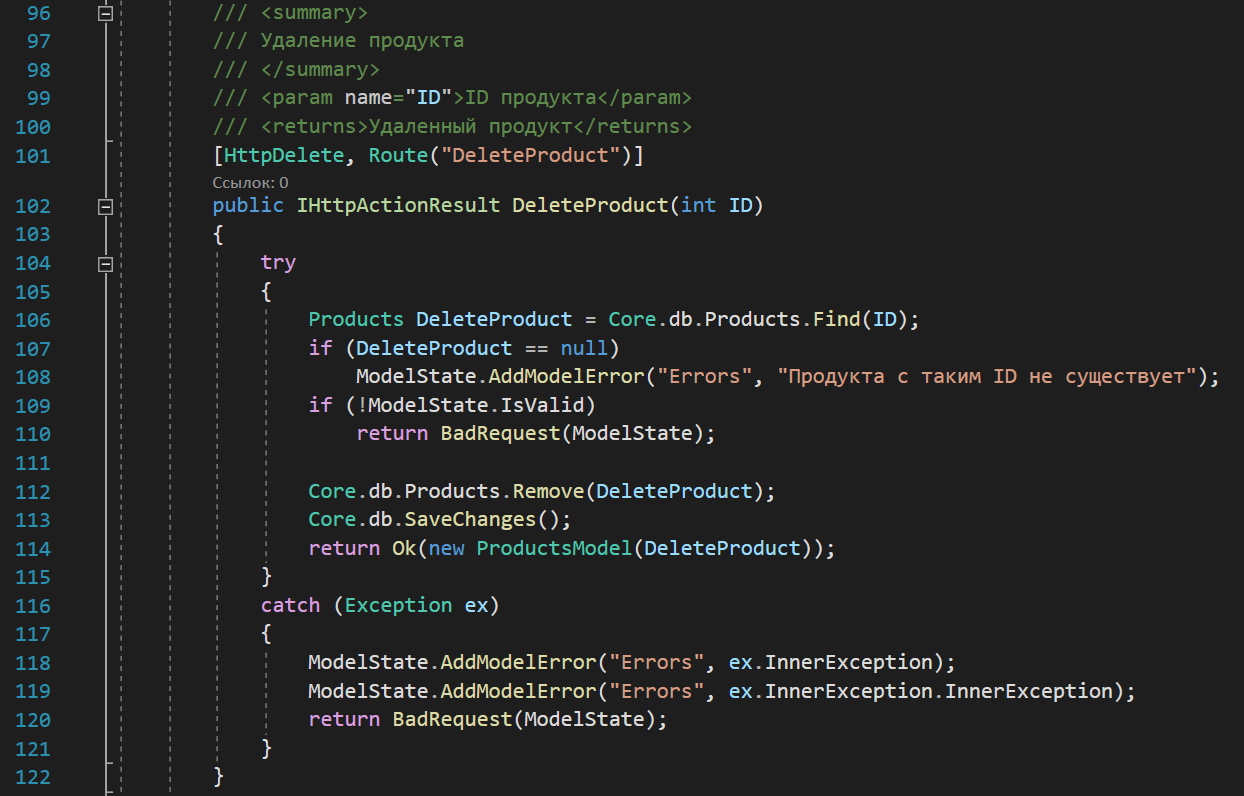 96 /// <summary>
97 /// Удаление продукта
98 /// </summary>
99 /// <param name="ID">ID продукта</param>
100 /// <returns>Удаленный продукт</returns>
101 [HttpDelete, Route("DeleteProduct")]
Ссылок: 0
102 public IHttpActionResult DeleteProduct(int ID)
103 {
104 try
105 {
106 Products DeleteProduct = Core.db.Products.Find(ID);
107 if (DeleteProduct == null)
108 ModelState.AddModelError("Errors", "Продукта с таким ID не существует");
109 if (!ModelState.IsValid)
110 return BadRequest(ModelState);
111
112 Core.db.Products.Remove(DeleteProduct);
113 Core.db.SaveChanges();
114 return Ok(new ProductsModel(DeleteProduct));
115 }
116 catch (Exception ex)
117 {
118 ModelState.AddModelError("Errors", ex.InnerException);
119 ModelState.AddModelError("Errors", ex.InnerException.InnerException);
120 return BadRequest(ModelState);
121 }
122 }